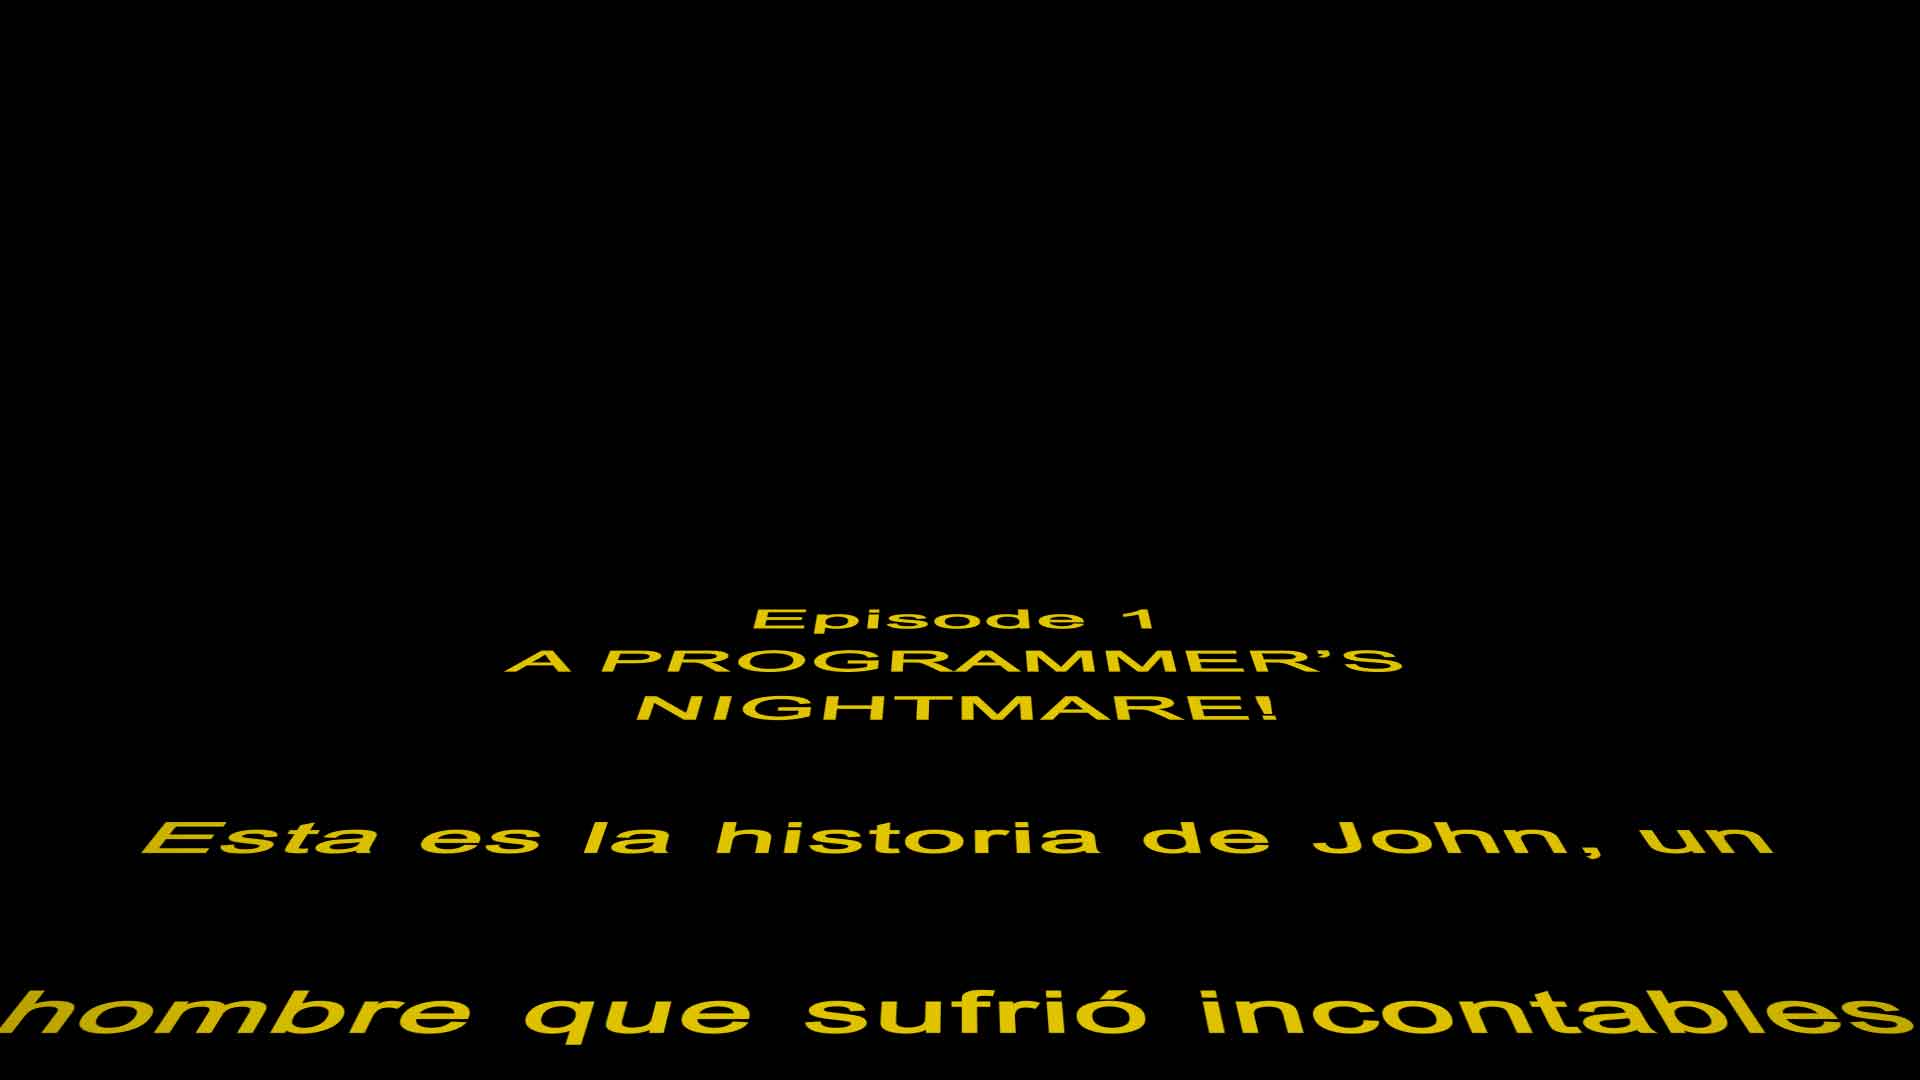 Episode 1
A PROGRAMMER’S
NIGHTMARE!
Esta es la historia de John, un
hombre que sufrió incontables